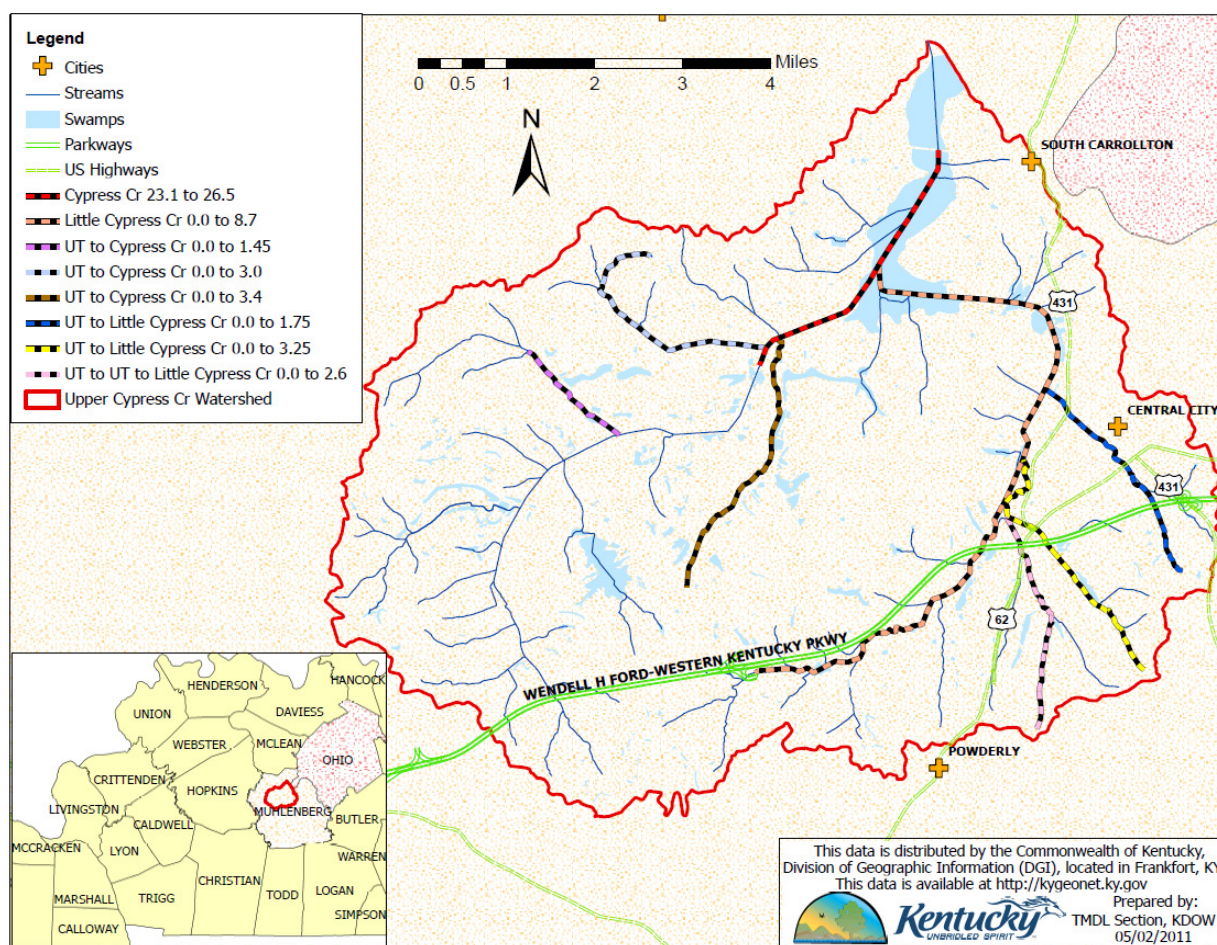 Legend
Cities
Streams
Swamps
Parkways
US Highways
Cypress Cr 23.1 to 26.5
Little Cypress Cr 0.0 to 8.7
UT to Cypress Cr 0.0 to 1.45
UT to Cypress Cr 0.0 to 3.0
UT to Cypress Cr 0.0 to 3.4
UT to Little Cypress Cr 0.0 to 1.75
UT to Little Cypress Cr 0.0 to 3.25
UT to UT to Little Cypress Cr 0.0 to 2.6
Upper Cypress Cr Watershed
Miles
0 0.5 1 2 3 4
N
SOUTH CARROLLTON
431
CENTRAL CITY
431
62
WENDELL H FORD-WESTERN KENTUCKY PKWY
POWDERLY
HANCOCK
HENDERSON
DAVIESS
UNION
WEBSTER
MCLEAN
OHIO
CRITTENDEN
HOPKINS
LIVINGSTON
MUHLENBERG
BUTLER
CALDWELL
MCCRACKEN
LYON
WARREN
CHRISTIAN
MARSHALL
TRIGG
TODD
LOGAN
SIMPSON
CALLOWAY
This data is distributed by the Commonwealth of Kentucky,
Division of Geographic Information (DGI), located in Frankfort, KY
This data is available at http://kygeonet.ky.gov
Prepared by:
TMDL Section, KDOW
05/02/2011
Kentucky
UNBRIDLED SPIRIT